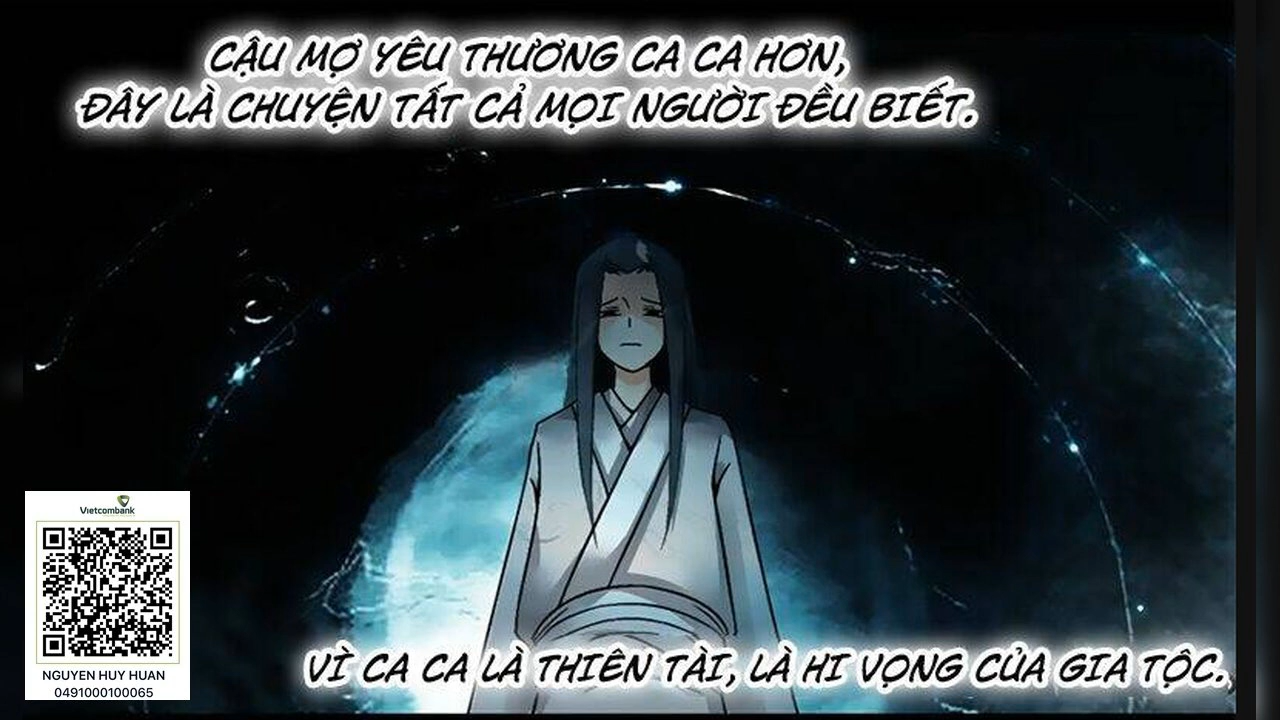 CẬU MỢ YÊU THƯƠNG CA CA HƠN,
ĐÂY LÀ CHUYỆN TẤT CẢ MỌI NGƯỜI ĐỀU BIẾT.
Vietcombank
NGUYEN HUY HUAN
0491000100065
VÌ CA CA LÀ THIÊN TÀI, LÀ HI VỌNG CỦA GIA TỘC.